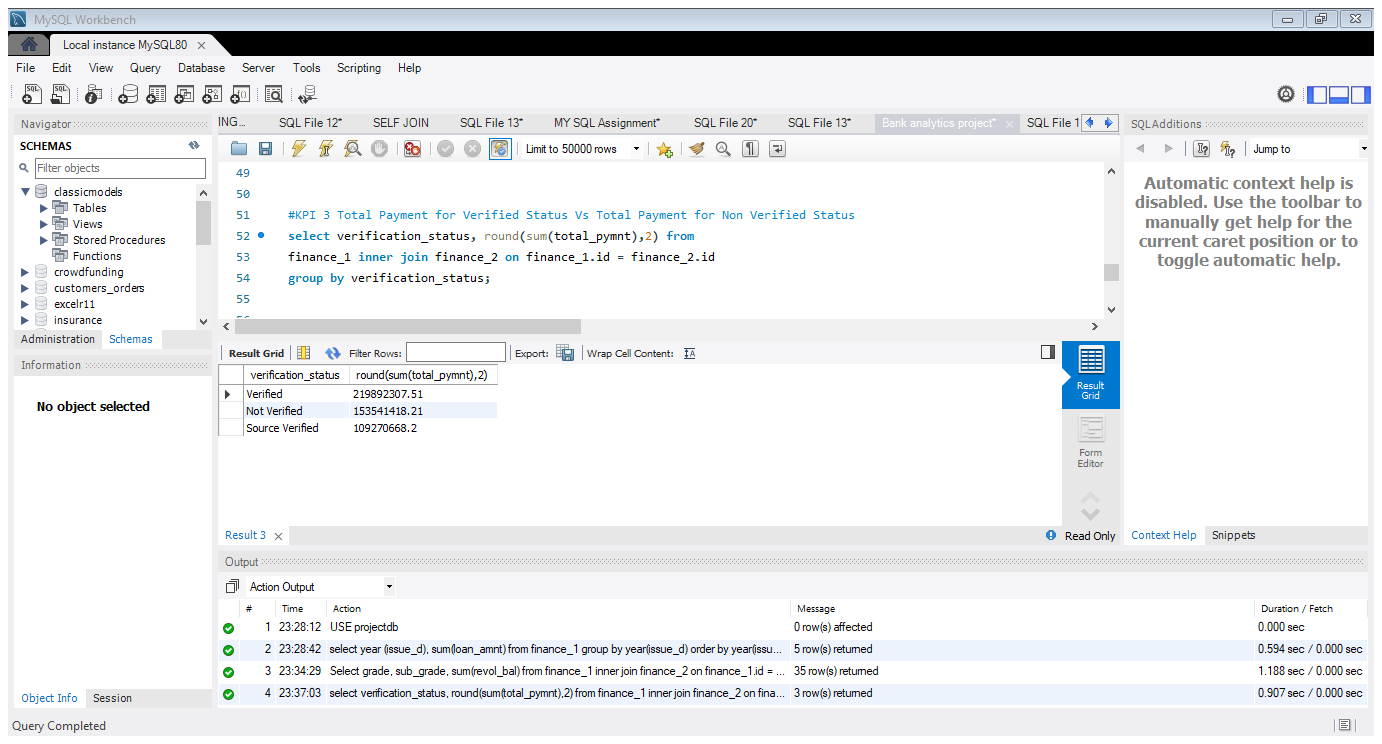 MySQL Workbench
Local instance MySQL80
File Edit View Query Database Server Tools Scripting Help
Navigator
SCHEMAS
Filter objects
classicmodels
Tables
Views
Stored Procedures
Functions
crowdfunding
customers_orders
excelr11
insurance
Administration Schemas
Information
No object selected
Object Info Session
ING... SQL File 12* SELF JOIN SQL File 13* MY SQL Assignment* SQL File 20* SQL File 13* Bank analytics project* SQL File 1
Limit to 50000 rows
49
50
51 #KPI 3 Total Payment for Verified Status Vs Total Payment for Non Verified Status
52 select verification_status, round(sum(total_pymnt),2) from
53 finance_1 inner join finance_2 on finance_1.id = finance_2.id
54 group by verification_status;
55
Result Grid Filter Rows: Export: Wrap Cell Content:
verification_status round(sum(total_pymnt),2)
Verified 219892307.51
Not Verified 153541418.21
Source Verified 109270668.2
Result Grid
Form Editor
Result 3 Read Only
SQLAdditions
Jump to
Automatic context help is
disabled. Use the toolbar to
manually get help for the
current caret position or to
toggle automatic help.
Context Help Snippets
Output
Action Output
# Time Action Message Duration / Fetch
1 23:28:12 USE projectdb 0 row(s) affected 0.000 sec
2 23:28:42 select year (issue_d), sum(loan_amnt) from finance_1 group by year(issue_d) order by year(issu... 5 row(s) returned 0.594 sec / 0.000 sec
3 23:34:29 Select grade, sub_grade, sum(revol_bal) from finance_1 inner join finance_2 on finance_1.id = ... 35 row(s) returned 1.188 sec / 0.000 sec
4 23:37:03 select verification_status, round(sum(total_pymnt),2) from finance_1 inner join finance_2 on fina... 3 row(s) returned 0.907 sec / 0.000 sec
Query Completed